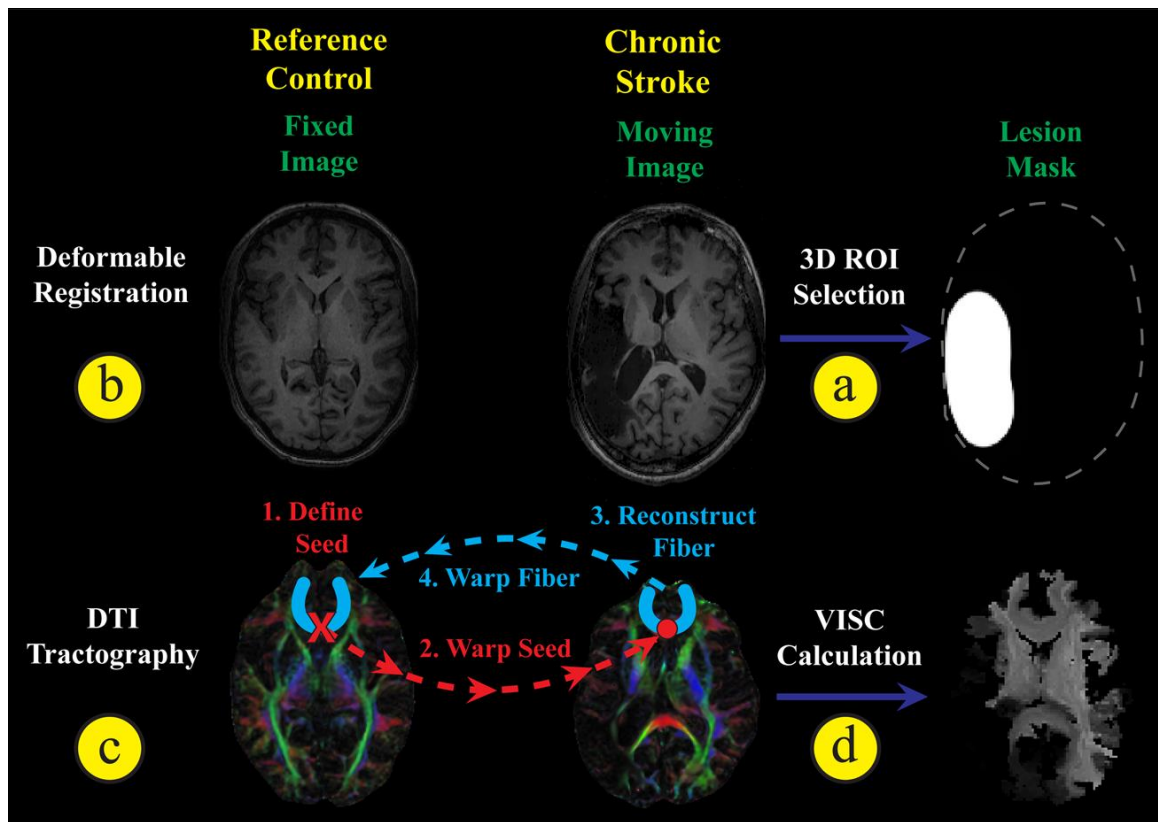 Reference
Control
Chronic
Stroke
Fixed
Image
Moving
Image
Lesion
Mask
Deformable
Registration
3D ROI
Selection
b
a
1. Define
Seed
3. Reconstruct
Fiber
4. Warp Fiber
DTI
Tractography
X
2. Warp Seed
VISC
Calculation
c
d